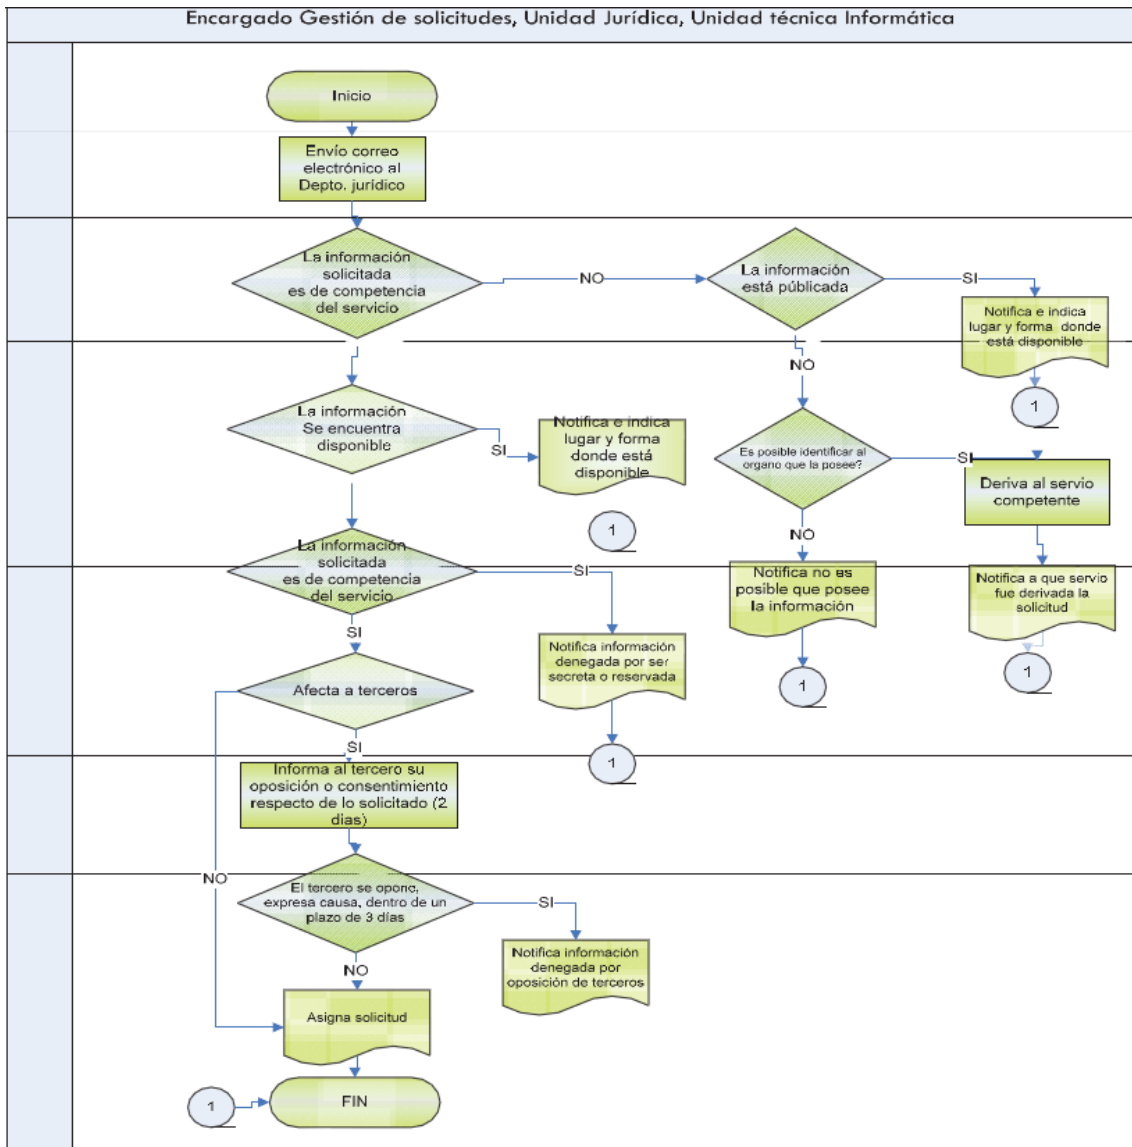 Encargado Gestión de solicitudes, Unidad Jurídica, Unidad técnica Informática
Inicio
Envío correo
electrónico al
Depto. jurídico
La información
solicitada
es de competencia
del servicio
NO
La información
está públicada
SI
Notifica e indica
lugar y forma donde
está disponible
1
NO
La información
Se encuentra
disponible
SI
Notifica e indica
lugar y forma
donde está
disponible
1
Es posible identificar al
organo que la posee?
SI
Deriva al servio
competente
NO
Notifica no es
posible que posee
la información
1
Notifica a que servio
fue derivada la
solicitud
1
La información
solicitada
es de competencia
del servicio
SI
Notifica información
denegada por ser
secreta o reservada
1
SI
Afecta a terceros
SI
Informa al tercero su
oposición o consentimiento
respecto de lo solicitado (2
dias)
NO
El tercero se opone,
expresa causa, dentro de un
plazo de 3 días
SI
Notifica información
denegada por
oposición de terceros
NO
Asigna solicitud
1
FIN